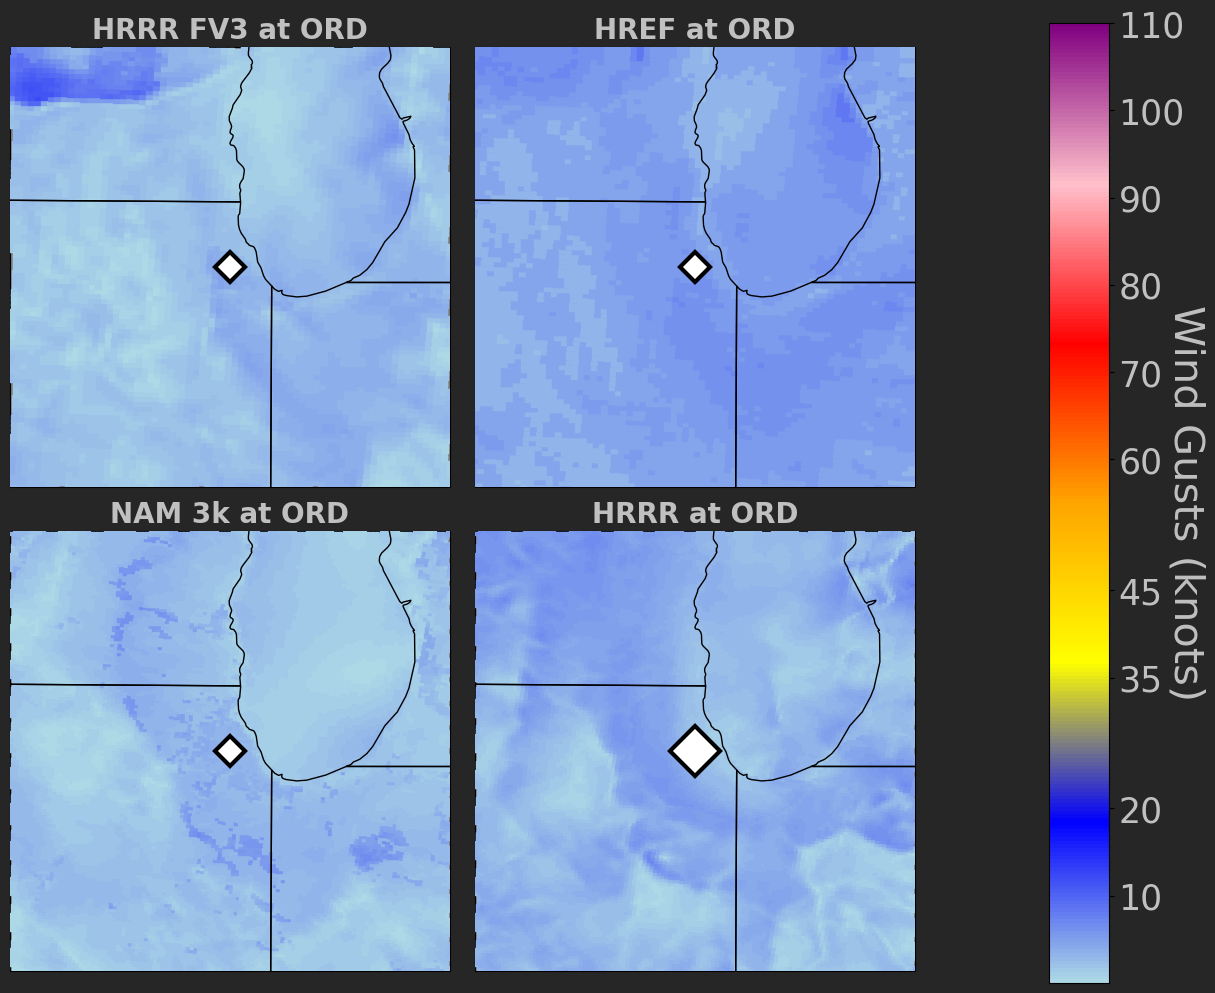 HRRR FV3 at ORD
HREF at ORD
NAM 3k at ORD
HRRR at ORD
110
100
90
80
70
60
45
35
20
10
Wind Gusts (knots)